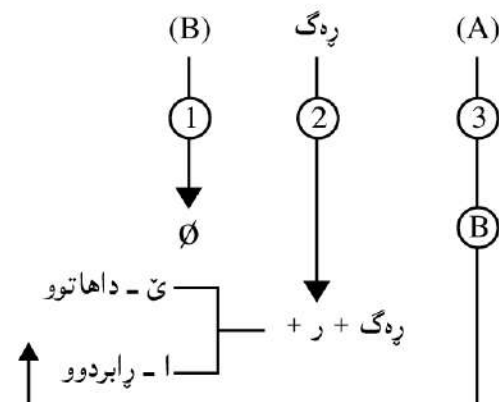 (A) ڕەگ (B)
3 2 1
B Ø
ێ ـ داهاتوو
ڕەگ + ر +
ا ـ ڕابردوو